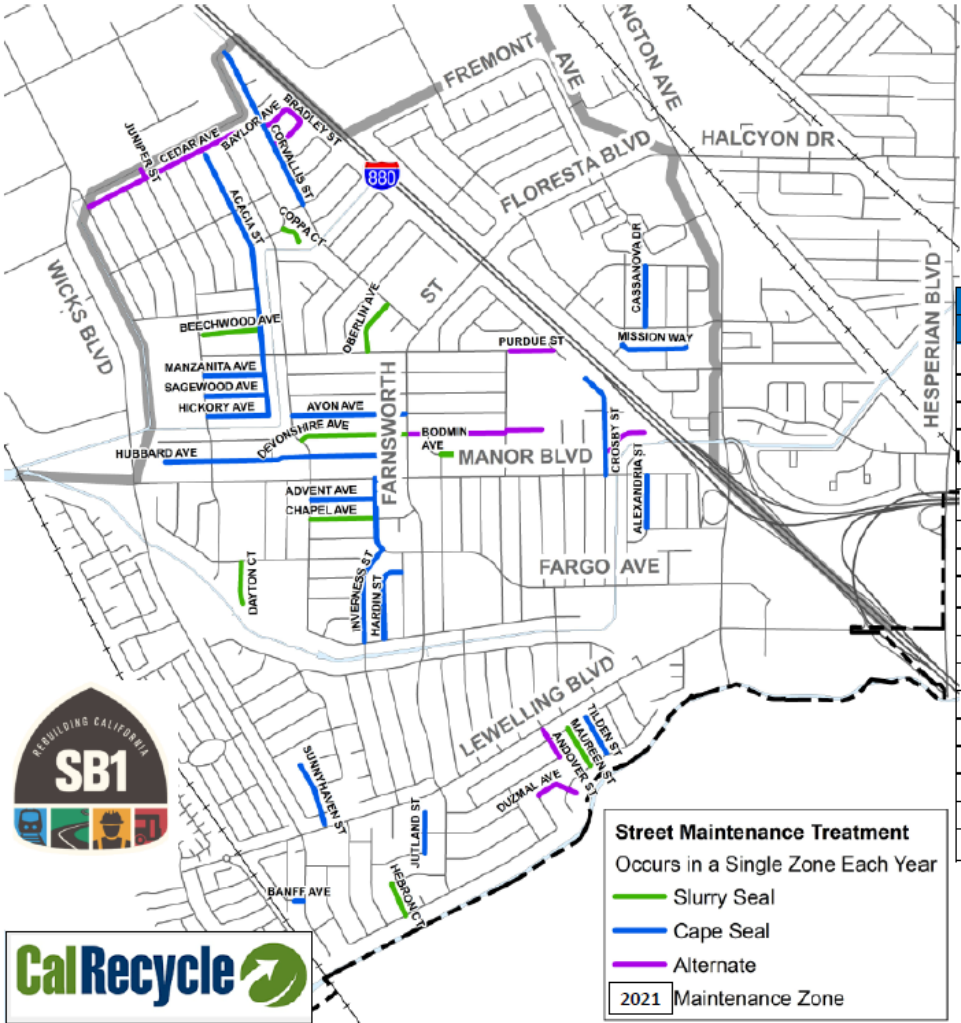 FREMONT
AVE
NGTON AVE
HALCYON DR
FLORESTA BLVD
880
BRADLEY ST
BAYLOR AVE
CEDAR AVE
JUNIPER ST
CORVALLIS ST
ACACIA ST
COPPA CT
WICKS BLVD
CASSANOVA DR
HESPERIAN BLVD
ST
OBERLIN AVE
BEECHWOOD AVE
PURDUE ST
MISSION WAY
MANZANITA AVE
SAGEWOOD AVE
HICKORY AVE
FARNSWORTH
AVON AVE
DEVONSHIRE AVE
BODMIN
AVE
CROSBY ST
HUBBARD AVE
MANOR BLVD
ALEXANDRIA ST
ADVENT AVE
CHAPEL AVE
FARGO AVE
DAYTON CT
INVERNESS ST
HARDIN ST
LEWELLING BLVD
TILDEN ST
MAUREEN ST
ANDOVER ST
DUZMAL AVE
SUNNYHAVEN ST
JUTLAND ST
BANFF AVE
HEBRON CT
REBUILDING CALIFORNIA
SB1
CalRecycle
Street Maintenance Treatment
Occurs in a Single Zone Each Year
Slurry Seal
Cape Seal
Alternate
2021 Maintenance Zone